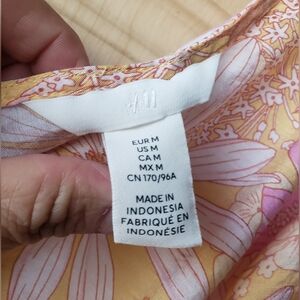 EUR M
US M
CA M
MX M
CN 170/96A
MADE IN
INDONESIA
FABRIQUÉ EN
INDONÉSIE